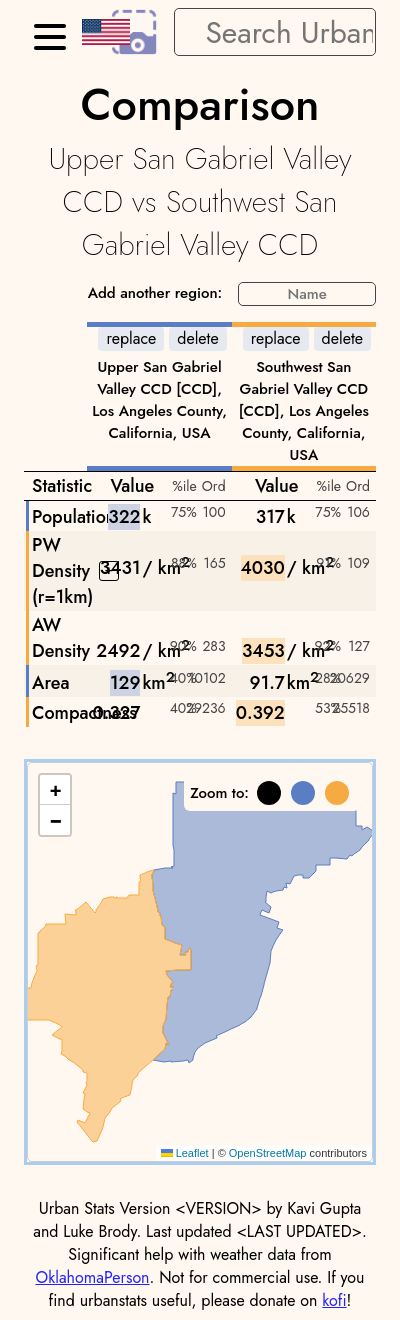 Search Urban
Comparison
Upper San Gabriel Valley
CCD vs Southwest San
Gabriel Valley CCD
Add another region: Name
replace delete replace delete
Upper San Gabriel
Valley CCD [CCD],
Los Angeles County,
California, USA
Southwest San
Gabriel Valley CCD
[CCD], Los Angeles
County, California,
USA
Statistic Value %ile Ord Value %ile Ord
Population 322k 75% 100 317k 75% 106
PW
Density 3431/ km² 88% 165 4030/ km² 91% 109
(r=1km)
AW
Density 2492/ km² 90% 283 3453/ km² 92% 127
Area 129km² 40% 10102 91.7km² 28% 20629
Compactness 0.327 40% 29236 0.392 53% 25518
+
−
Zoom to:
Leaflet | © OpenStreetMap contributors
Urban Stats Version <VERSION> by Kavi Gupta
and Luke Brody. Last updated <LAST UPDATED>.
Significant help with weather data from
OklahomaPerson. Not for commercial use. If you
find urbanstats useful, please donate on kofi!